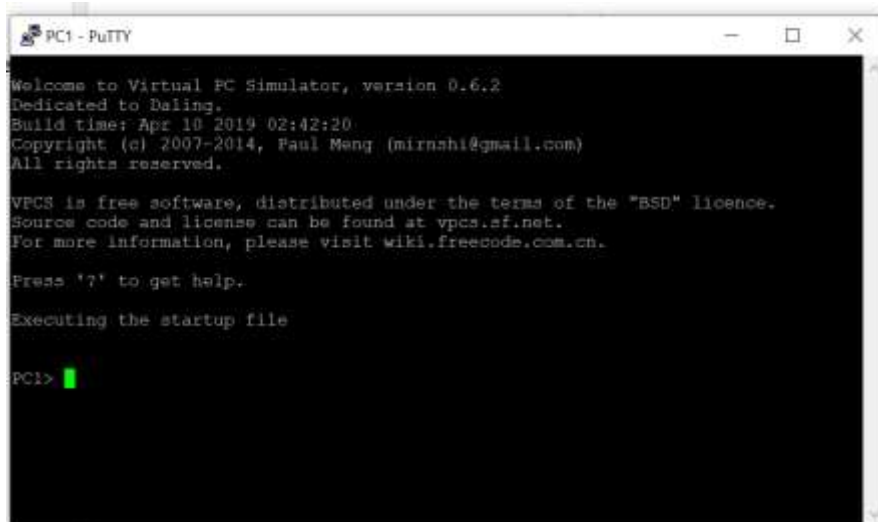 PC1 - PuTTY
Welcome to Virtual PC Simulator, version 0.6.2
Dedicated to Daling.
Build time: Apr 10 2019 02:42:20
Copyright (c) 2007-2014, Paul Meng (mirnshi@gmail.com)
All rights reserved.
VPCS is free software, distributed under the terms of the "BSD" licence.
Source code and license can be found at vpcs.sf.net.
For more information, please visit wiki.freecode.com.cn.
Press '?' to get help.
Executing the startup file
PC1>